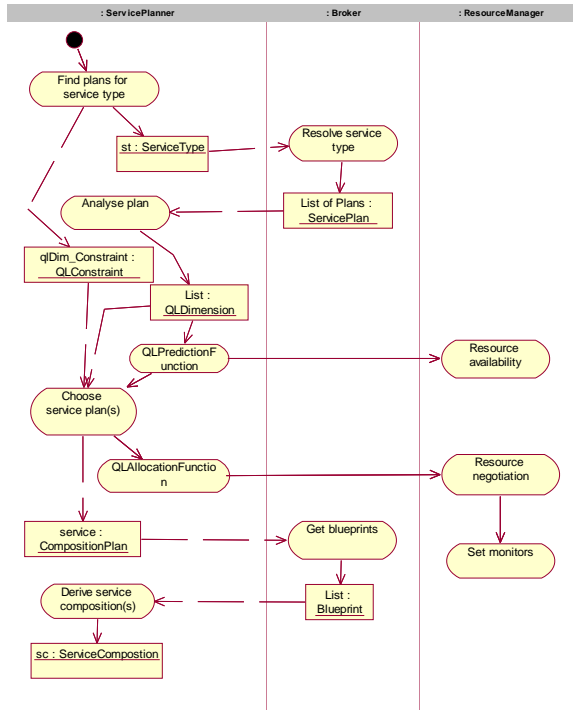 : ServicePlanner
: Broker
: ResourceManager
Find plans for
service type
st : ServiceType
Resolve service
type
List of Plans :
ServicePlan
Analyse plan
qlDim_Constraint :
QLConstraint
List :
QLDimension
QLPredictionF
unction
Resource
availability
Choose
service plan(s)
QLAllocationFunctio
n
Resource
negotiation
service :
CompositionPlan
Get blueprints
Set monitors
Derive service
composition(s)
List :
Blueprint
sc : ServiceCompostion